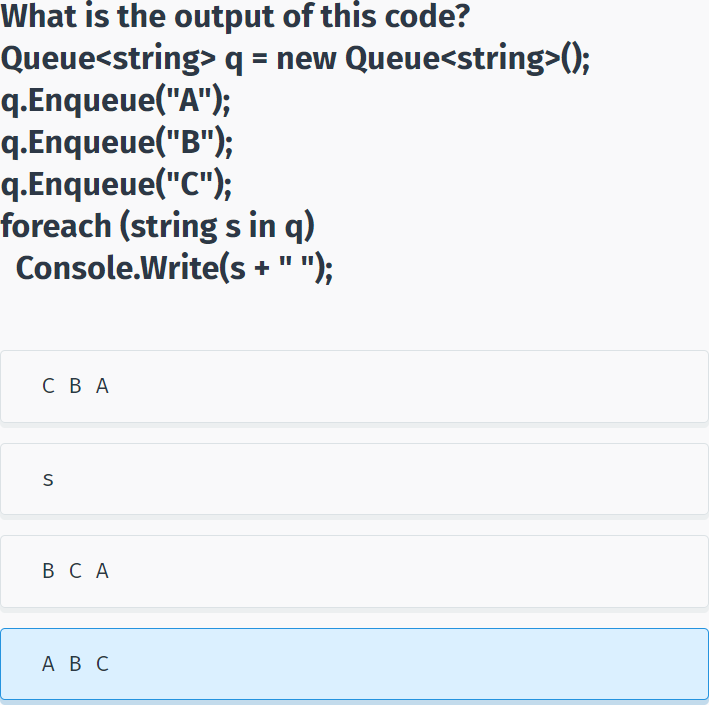 What is the output of this code?
Queue<string> q = new Queue<string>();
q.Enqueue("A");
q.Enqueue("B");
q.Enqueue("C");
foreach (string s in q)
  Console.Write(s + " ");
C B A
s
B C A
A B C